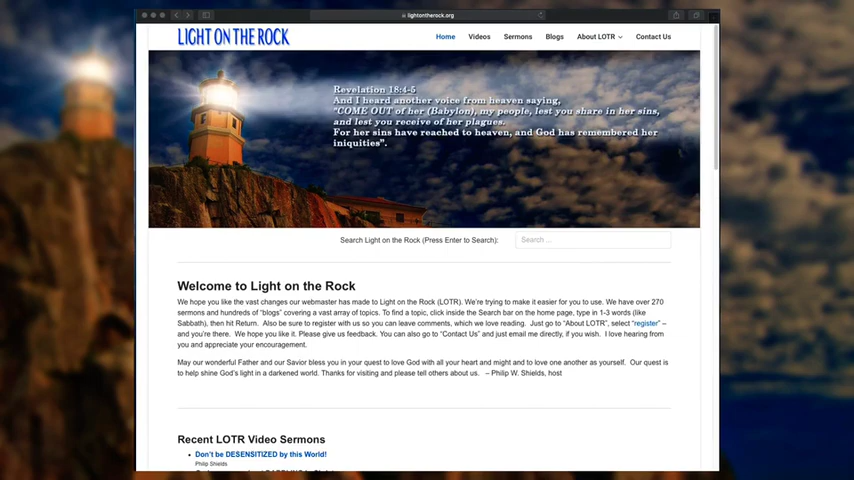 lightontherock.org
LIGHT ON THE ROCK
Home Videos Sermons Blogs About LOTR Contact Us
Revelation 18:4-5
And I heard another voice from heaven saying,
"COME OUT of her (Babylon), my people, lest you share in her sins,
and lest you receive of her plagues.
For her sins have reached to heaven, and God has remembered her
iniquities".
Search Light on the Rock (Press Enter to Search): Search ...
Welcome to Light on the Rock
We hope you like the vast changes our webmaster has made to Light on the Rock (LOTR). We're trying to make it easier for you to use. We have over 270
sermons and hundreds of "blogs" covering a vast array of topics. To find a topic, click inside the Search bar on the home page, type in 1-3 words (like
Sabbath), then hit Return. Also be sure to register with us so you can leave comments, which we love reading. Just go to "About LOTR", select "register" –
and you're there. We hope you like it. Please give us feedback. You can also go to "Contact Us" and just email me directly, if you wish. I love hearing from
you and appreciate your encouragement.
May our wonderful Father and our Savior bless you in your quest to love God with all your heart and might and to love one another as yourself. Our quest is
to help shine God's light in a darkened world. Thanks for visiting and please tell others about us. – Philip W. Shields, host
Recent LOTR Video Sermons
Don't be DESENSITIZED by this World!
Philip Shields